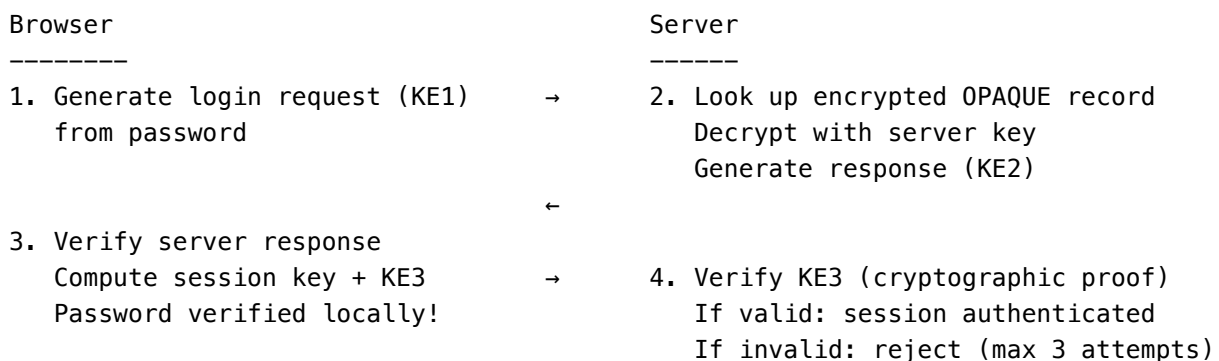 Browser                                    Server
--------                                   ------
1. Generate login request (KE1)     →      2. Look up encrypted OPAQUE record
   from password                              Decrypt with server key
                                              Generate response (KE2)
                                    ←
3. Verify server response
   Compute session key + KE3        →      4. Verify KE3 (cryptographic proof)
   Password verified locally!                 If valid: session authenticated
                                              If invalid: reject (max 3 attempts)